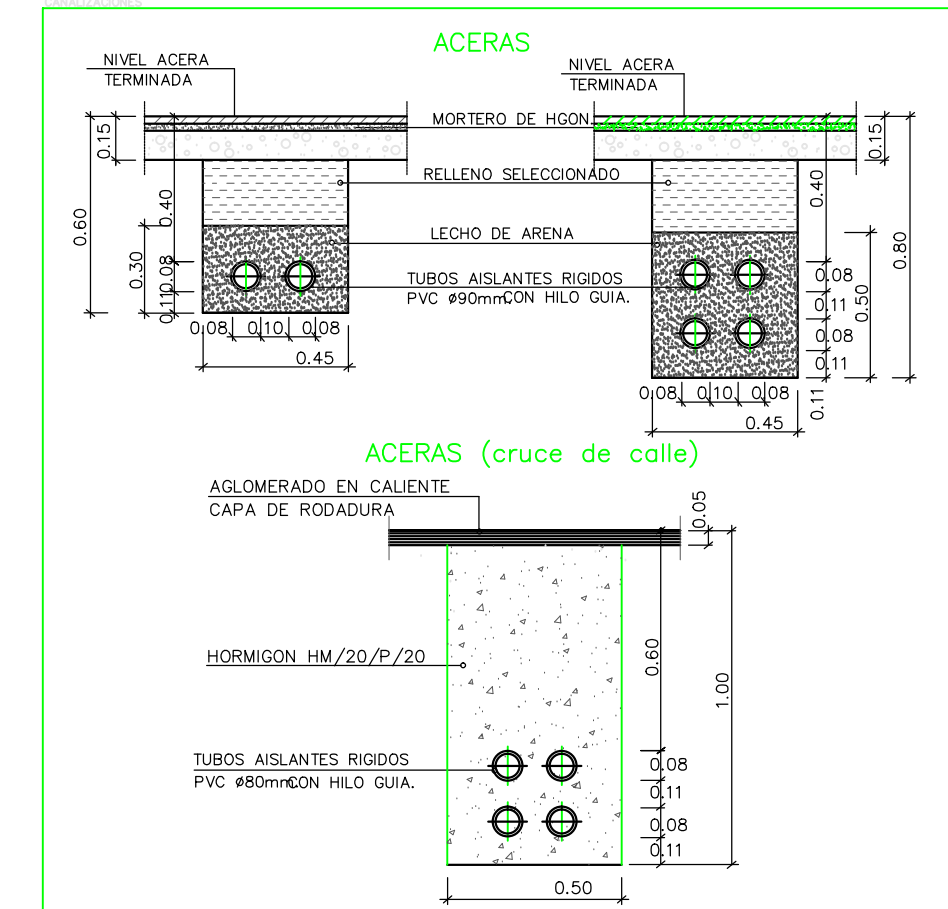 CANALIZACIONES
ACERAS
NIVEL ACERA
TERMINADA
NIVEL ACERA
TERMINADA
MORTERO DE HGON.
0.15
0.15
RELLENO SELECCIONADO
0.40
0.40
0.60
0.80
LECHO DE ARENA
0.30
0.08
0.11
TUBOS AISLANTES RIGIDOS
PVC ø90mm CON HILO GUIA.
0.08
0.11
0.50
0.08
0.11
0.11
0.08 0.10 0.08
0.45
0.08 0.10 0.08
0.45
ACERAS (cruce de calle)
AGLOMERADO EN CALIENTE
CAPA DE RODADURA
0.05
HORMIGON HM/20/P/20
0.60
1.00
TUBOS AISLANTES RIGIDOS
PVC ø80mm CON HILO GUIA.
0.08
0.11
0.08
0.11
0.50